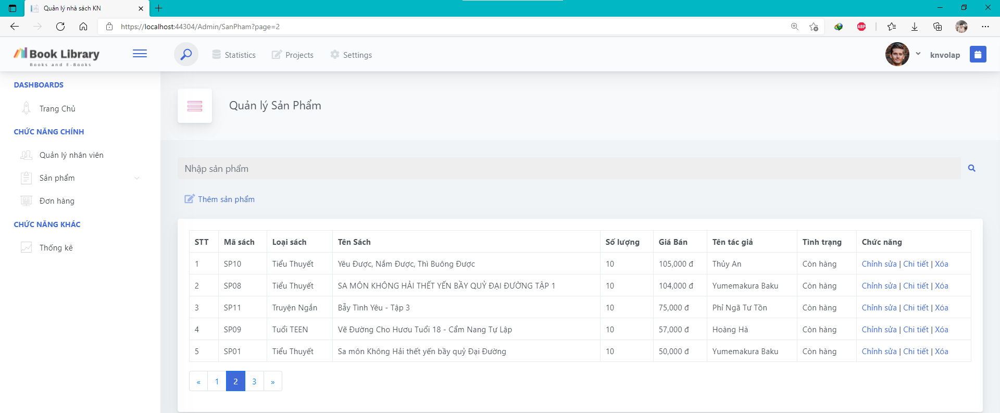 Quản lý nhà sách KN
https://localhost:44304/Admin/SanPham?page=2
ABP
Book Library
Books and E-Books
Statistics
Projects
Settings
knvolap
DASHBOARDS
Trang Chủ
CHỨC NĂNG CHÍNH
Quản lý nhân viên
Sản phẩm
Đơn hàng
CHỨC NĂNG KHÁC
Thống kê
Quản lý Sản Phẩm
Nhập sản phẩm
Thêm sản phẩm
STT Mã sách Loại sách Tên Sách Số lượng Giá Bán Tên tác giả Tình trạng Chức năng
1 SP10 Tiểu Thuyết Yêu Được, Nắm Được, Thì Buông Được 10 105,000 đ Thủy An Còn hàng Chỉnh sửa | Chi tiết | Xóa
2 SP08 Tiểu Thuyết SA MÔN KHÔNG HẢI THẾT YẾN BẦY QUỶ ĐẠI ĐƯỜNG TẬP 1 10 104,000 đ Yumemakura Baku Còn hàng Chỉnh sửa | Chi tiết | Xóa
3 SP11 Truyện Ngắn Bẫy Tình Yêu - Tập 3 10 75,000 đ Phỉ Ngã Tư Tồn Còn hàng Chỉnh sửa | Chi tiết | Xóa
4 SP09 Tuổi TEEN Vẽ Đường Cho Hươu Tuổi 18 - Cẩm Nang Tự Lập 10 57,000 đ Hoàng Hà Còn hàng Chỉnh sửa | Chi tiết | Xóa
5 SP01 Tiểu Thuyết Sa môn Không Hải thết yến bầy quỷ Đại Đường 10 50,000 đ Yumemakura Baku Còn hàng Chỉnh sửa | Chi tiết | Xóa
« 1 2 3 »